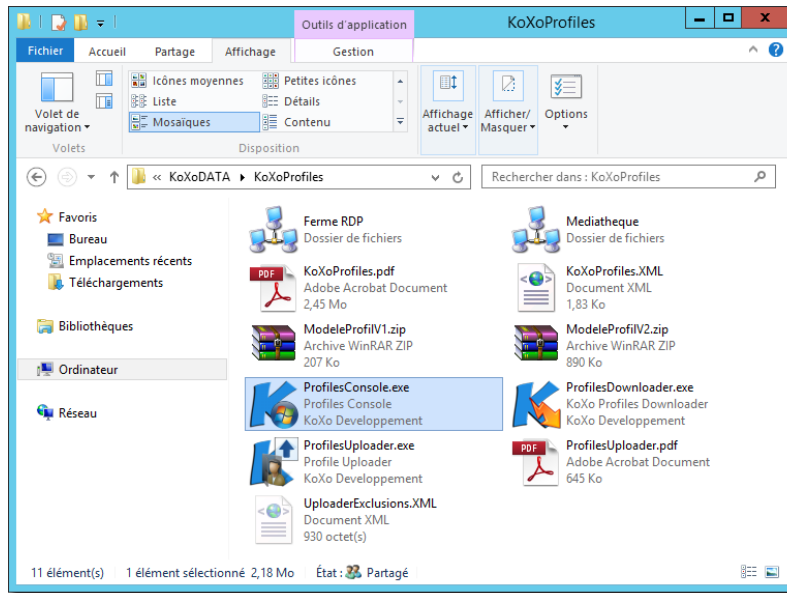 Outils d'application
KoXoProfiles
Fichier
Accueil
Partage
Affichage
Gestion
Volet de
navigation
Icônes moyennes
Petites icônes
Liste
Détails
Mosaïques
Contenu
Affichage
actuel
Afficher/
Masquer
Options
Volets
Disposition
« KoXoDATA
KoXoProfiles
Rechercher dans : KoXoProfiles
Favoris
Bureau
Emplacements récents
Téléchargements
Bibliothèques
Ordinateur
Réseau
Ferme RDP
Dossier de fichiers
Mediatheque
Dossier de fichiers
PDF
KoXoProfiles.pdf
Adobe Acrobat Document
2,45 Mo
KoXoProfiles.XML
Document XML
1,83 Ko
ModeleProfilV1.zip
Archive WinRAR ZIP
207 Ko
ModeleProfilV2.zip
Archive WinRAR ZIP
890 Ko
ProfilesConsole.exe
Profiles Console
KoXo Developpement
ProfilesDownloader.exe
KoXo Profiles Downloader
KoXo Developpement
ProfilesUploader.exe
Profile Uploader
KoXo Developpement
PDF
ProfilesUploader.pdf
Adobe Acrobat Document
645 Ko
UploaderExclusions.XML
Document XML
930 octet(s)
11 élément(s)
1 élément sélectionné 2,18 Mo
État : Partagé